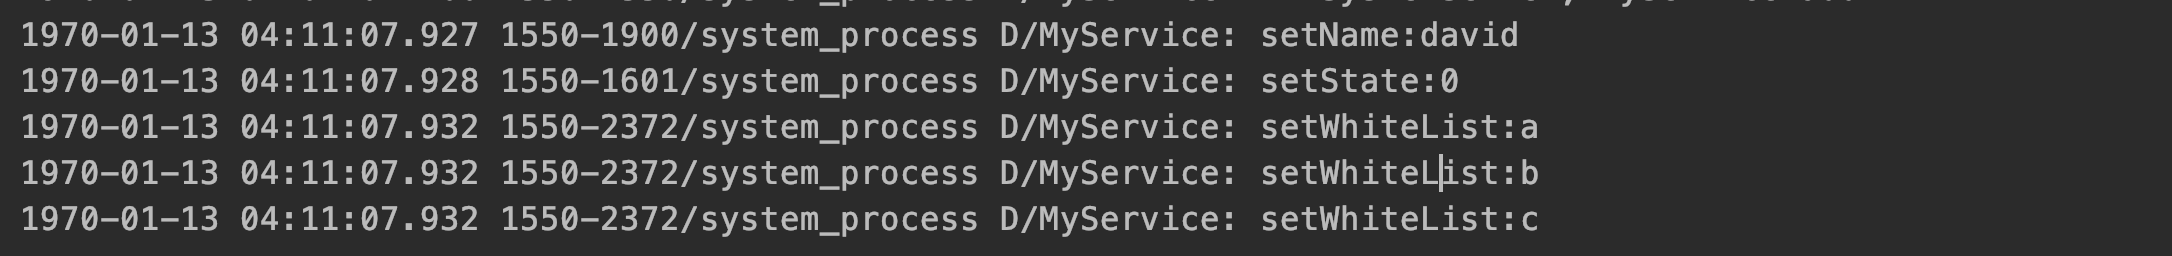 1970-01-13 04:11:07.927 1550-1900/system_process D/MyService: setName:david
1970-01-13 04:11:07.928 1550-1601/system_process D/MyService: setState:0
1970-01-13 04:11:07.932 1550-2372/system_process D/MyService: setWhiteList:a
1970-01-13 04:11:07.932 1550-2372/system_process D/MyService: setWhiteList:b
1970-01-13 04:11:07.932 1550-2372/system_process D/MyService: setWhiteList:c